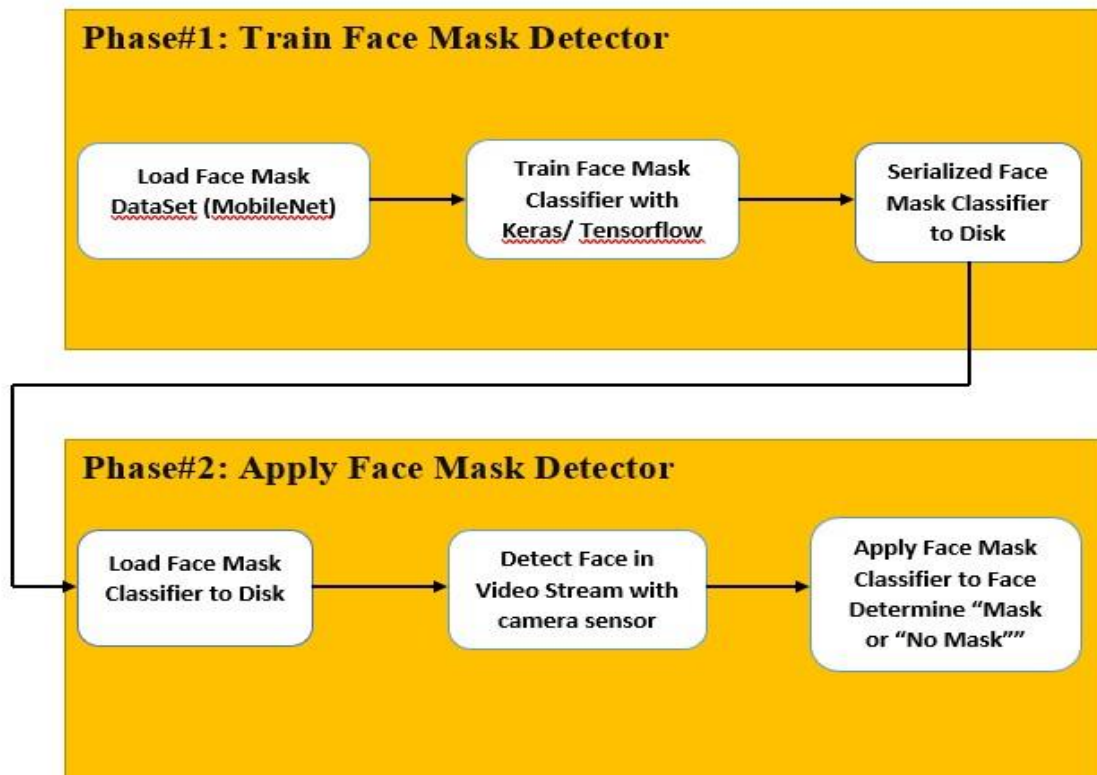 Phase#1: Train Face Mask Detector
Load Face Mask
DataSet (MobileNet)
Train Face Mask
Classifier with
Keras/ Tensorflow
Serialized Face
Mask Classifier
to Disk
Phase#2: Apply Face Mask Detector
Load Face Mask
Classifier to Disk
Detect Face in
Video Stream with
camera sensor
Apply Face Mask
Classifier to Face
Determine “Mask
or “No Mask””